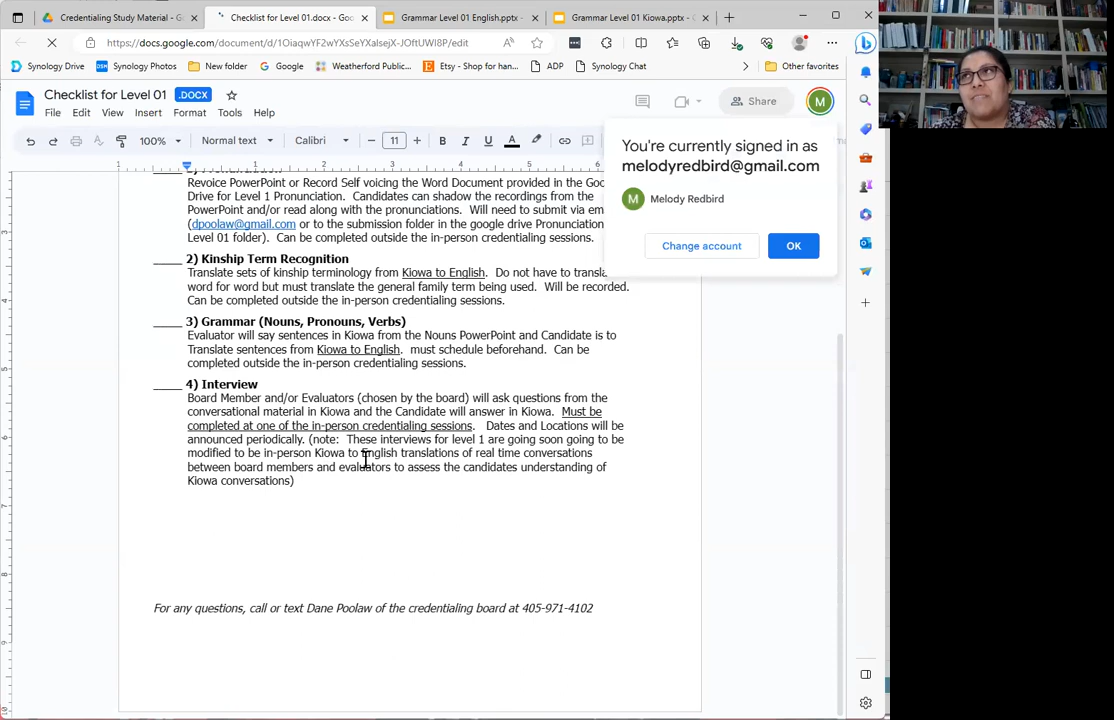 Credentialing Study Material - G
Checklist for Level 01.docx - Goo
Grammar Level 01 English.pptx -
Grammar Level 01 Kiowa.pptx - G
https://docs.google.com/document/d/1OiaqwYF2wYXsSeYXalsejX-JOftUWI8P/edit
Synology Drive
Synology Photos
New folder
Google
Weatherford Public...
Etsy - Shop for han...
ADP
Synology Chat
Other favorites
Checklist for Level 01 .DOCX
File Edit View Insert Format Tools Help
Share
M
100% Normal text Calibri 11 B I U A
You're currently signed in as
melodyredbird@gmail.com
M Melody Redbird
Change account OK
1 1 2 3 4 5 6
Revoice PowerPoint or Record Self voicing the Word Document provided in the Goo
Drive for Level 1 Pronunciation. Candidates can shadow the recordings from the
PowerPoint and/or read along with the pronunciations. Will need to submit via em
(dpoolaw@gmail.com or to the submission folder in the google drive Pronunciation
Level 01 folder). Can be completed outside the in-person credentialing sessions.
_____ 2) Kinship Term Recognition
Translate sets of kinship terminology from Kiowa to English. Do not have to transla
word for word but must translate the general family term being used. Will be recorded.
Can be completed outside the in-person credentialing sessions.
_____ 3) Grammar (Nouns, Pronouns, Verbs)
Evaluator will say sentences in Kiowa from the Nouns PowerPoint and Candidate is to
Translate sentences from Kiowa to English. must schedule beforehand. Can be
completed outside the in-person credentialing sessions.
_____ 4) Interview
Board Member and/or Evaluators (chosen by the board) will ask questions from the
conversational material in Kiowa and the Candidate will answer in Kiowa. Must be
completed at one of the in-person credentialing sessions. Dates and Locations will be
announced periodically. (note: These interviews for level 1 are going soon going to be
modified to be in-person Kiowa to English translations of real time conversations
between board members and evaluators to assess the candidates understanding of
Kiowa conversations)
For any questions, call or text Dane Poolaw of the credentialing board at 405-971-4102